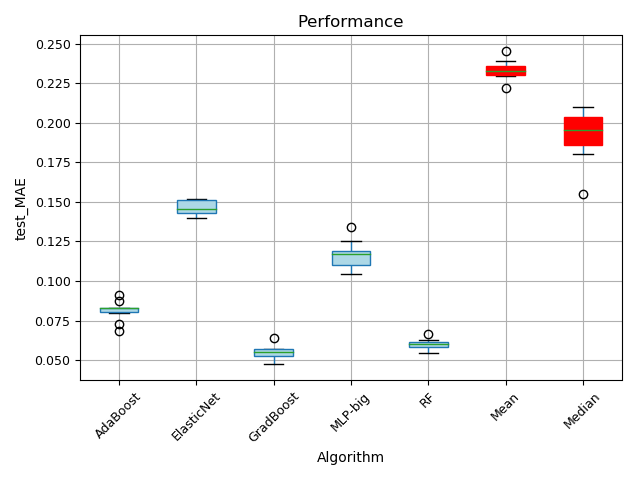 Performance
0.250
0.225
0.200
0.175
0.150
0.125
0.100
0.075
0.050
test_MAE
AdaBoost
ElasticNet
GradBoost
MLP-big
RF
Mean
Median
Algorithm